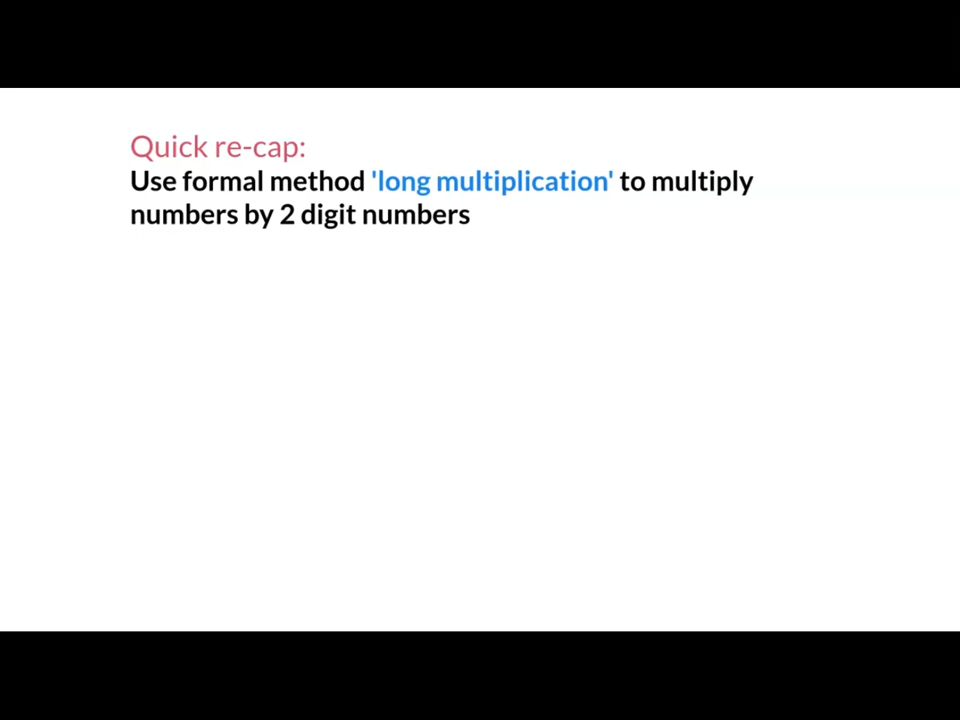 Quick re-cap:
Use formal method 'long multiplication' to multiply
numbers by 2 digit numbers